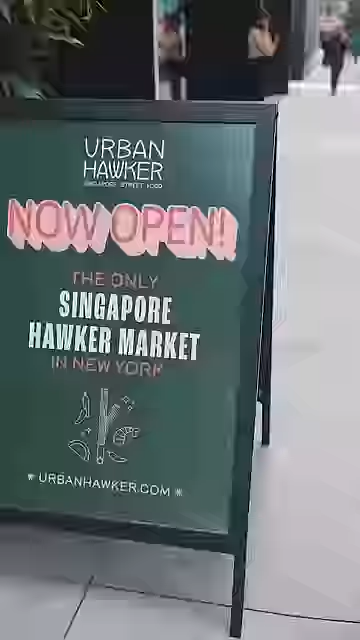 URBAN
HAWKER
SINGAPORE STREET FOOD
NOW OPEN!
THE ONLY
SINGAPORE
HAWKER MARKET
IN NEW YORK
* URBANHAWKER.COM *